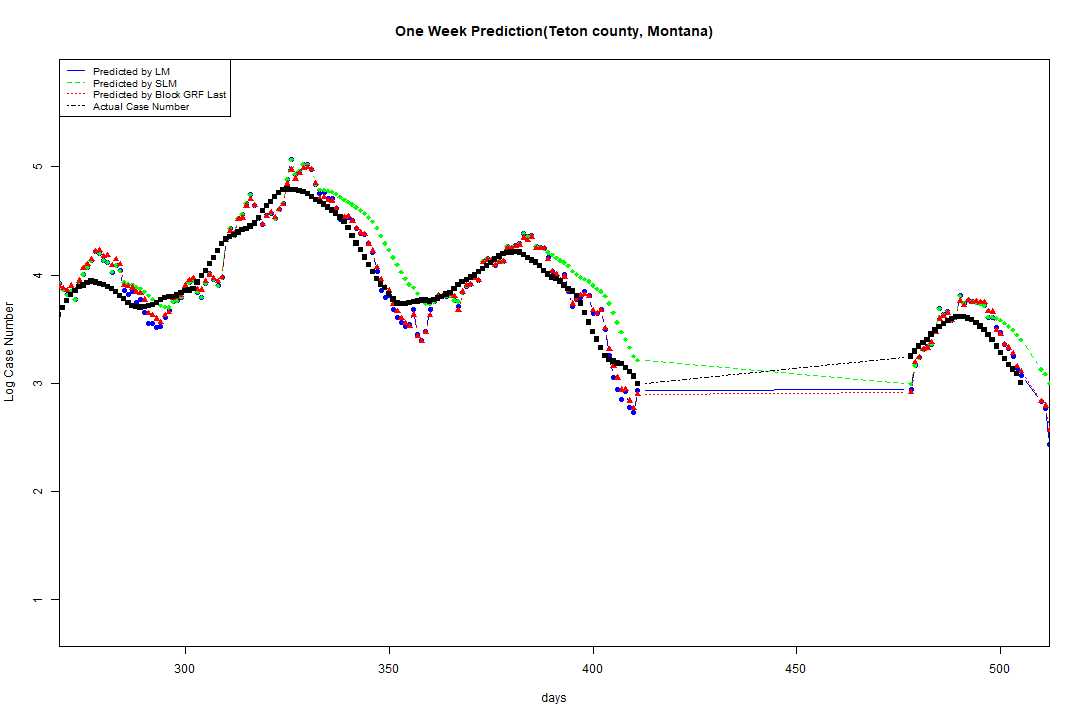 One Week Prediction(Teton county, Montana)
Predicted by LM
Predicted by SLM
Predicted by Block GRF Last
Actual Case Number
5
4
3
2
1
Log Case Number
300
350
400
450
500
days